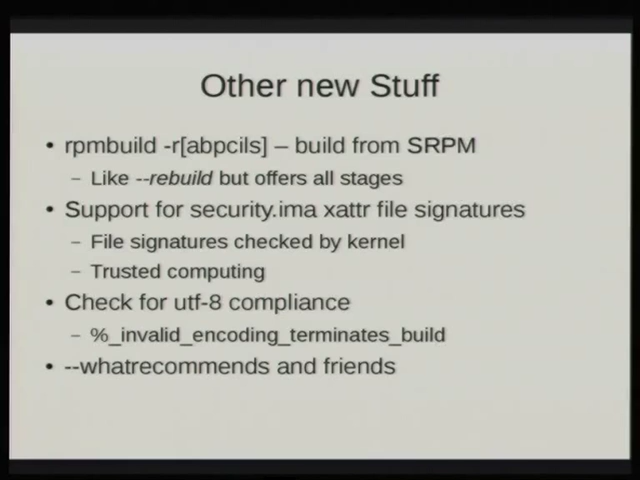 Other new Stuff
• rpmbuild -r[abpcils] – build from SRPM
– Like --rebuild but offers all stages
• Support for security.ima xattr file signatures
– File signatures checked by kernel
– Trusted computing
• Check for utf-8 compliance
– %_invalid_encoding_terminates_build
• --whatrecommends and friends